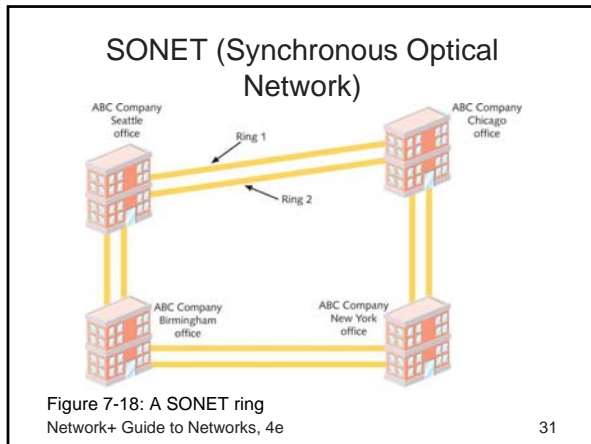 SONET (Synchronous Optical
Network)
ABC Company
Seattle
office
ABC Company
Chicago
office
Ring 1
Ring 2
ABC Company
Birmingham
office
ABC Company
New York
office
Figure 7-18: A SONET ring
Network+ Guide to Networks, 4e
31